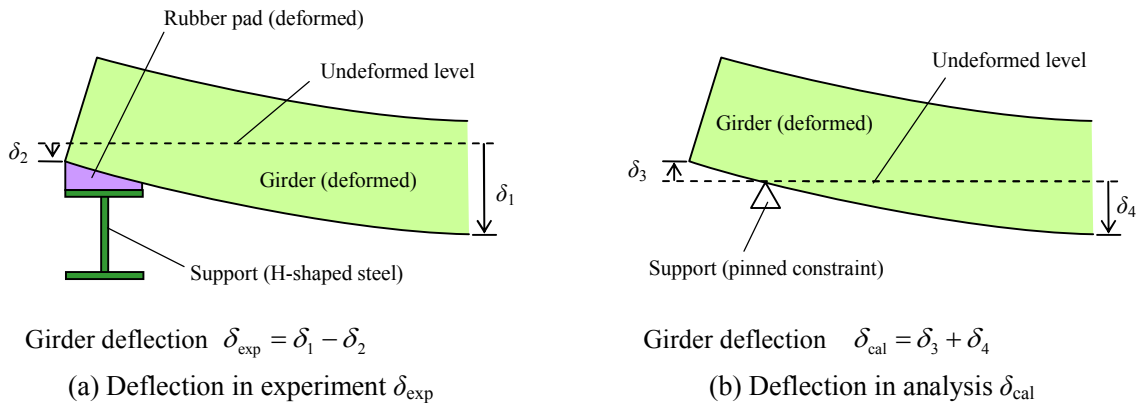 Rubber pad (deformed)
Undeformed level
δ₂
Girder (deformed)
δ₁
Support (H-shaped steel)
Girder deflection δexp = δ₁ − δ₂
(a) Deflection in experiment δexp
Undeformed level
Girder (deformed)
δ₃
δ₄
Support (pinned constraint)
Girder deflection δcal = δ₃ + δ₄
(b) Deflection in analysis δcal